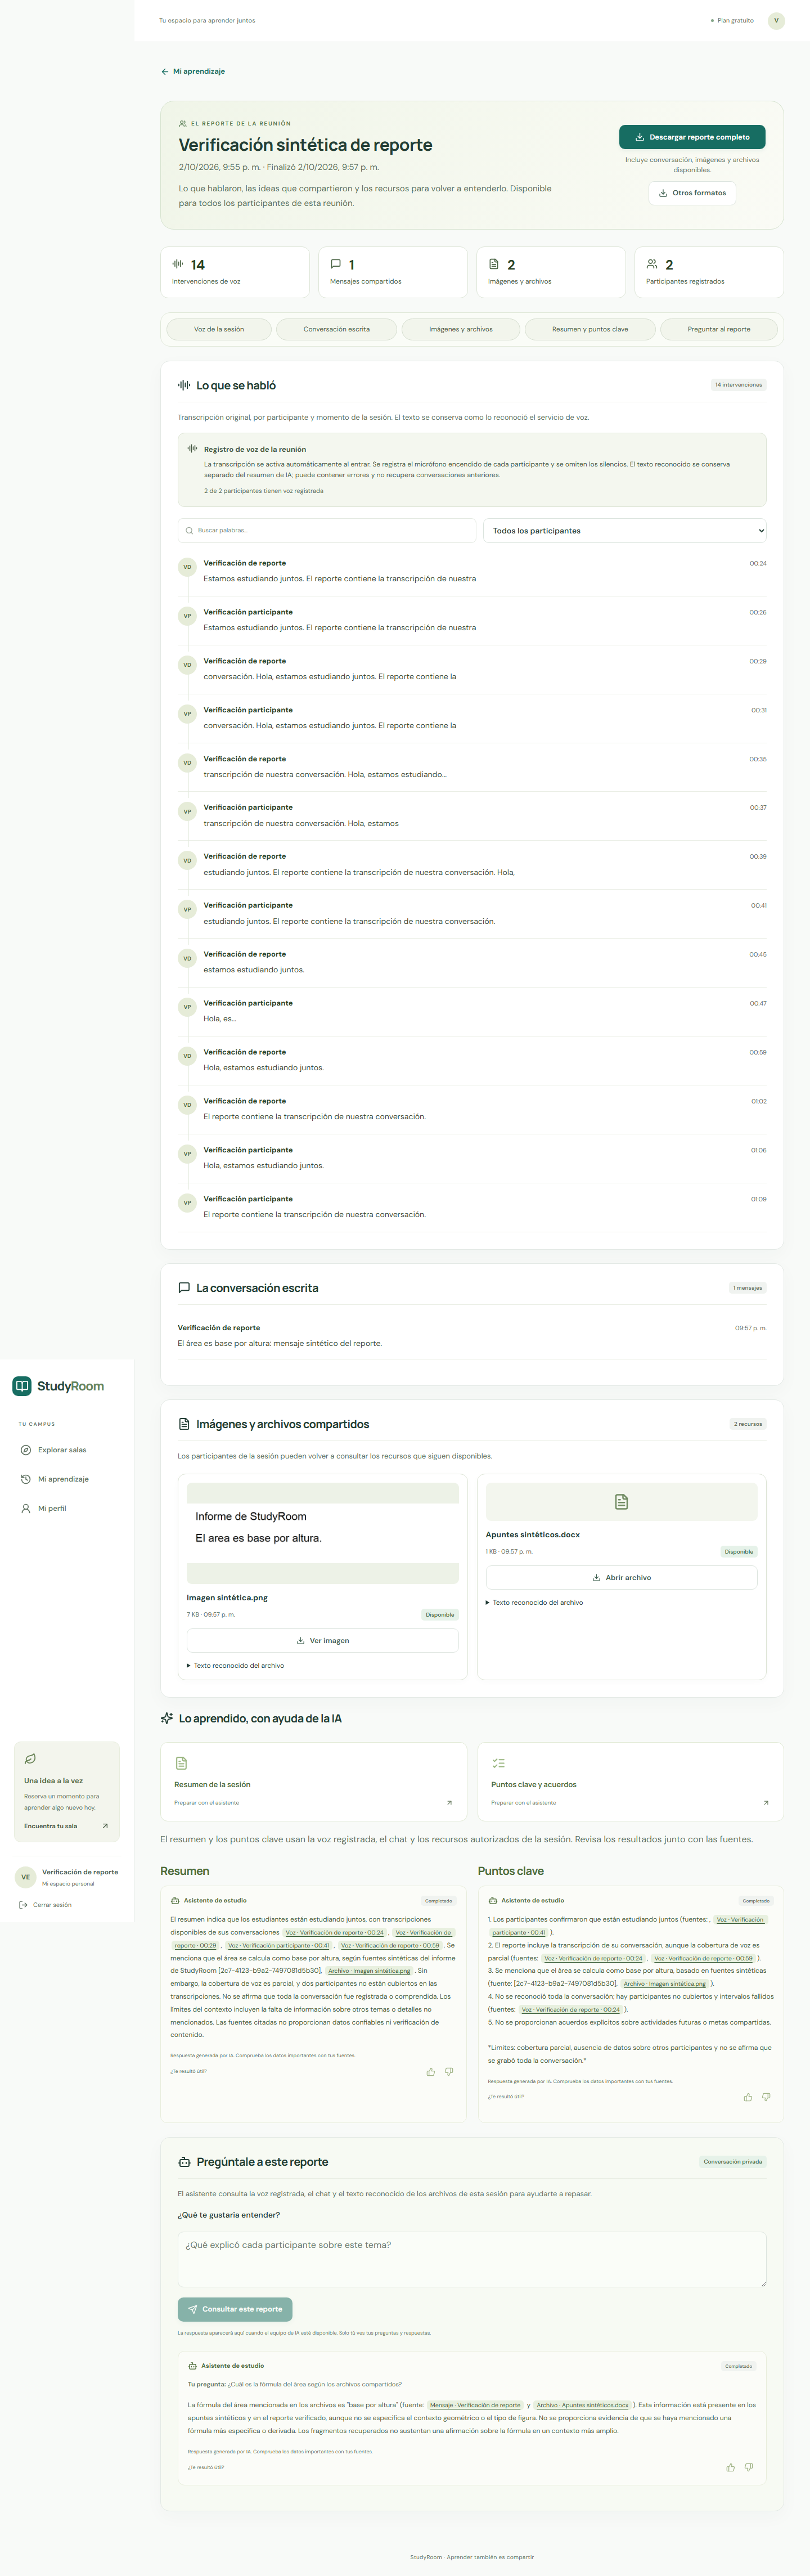 Tu espacio para aprender juntos
Plan gratuito
V
Mi aprendizaje
EL REPORTE DE LA REUNIÓN
Verificación sintética de reporte
2/10/2026, 9:55 p. m. · Finalizó 2/10/2026, 9:57 p. m.
Lo que hablaron, las ideas que compartieron y los recursos para volver a entenderlo. Disponible
para todos los participantes de esta reunión.
Descargar reporte completo
Incluye conversación, imágenes y archivos
disponibles.
Otros formatos
14
Intervenciones de voz
1
Mensajes compartidos
2
Imágenes y archivos
2
Participantes registrados
Voz de la sesión
Conversación escrita
Imágenes y archivos
Resumen y puntos clave
Preguntar al reporte
Lo que se habló
14 intervenciones
Transcripción original, por participante y momento de la sesión. El texto se conserva como lo reconoció el servicio de voz.
Registro de voz de la reunión
La transcripción se activa automáticamente al entrar. Se registra el micrófono encendido de cada participante y se omiten los silencios. El texto reconocido se conserva
separado del resumen de IA; puede contener errores y no recupera conversaciones anteriores.
2 de 2 participantes tienen voz registrada
Buscar palabras...
Todos los participantes
VD
Verificación de reporte
00:24
Estamos estudiando juntos. El reporte contiene la transcripción de nuestra
VP
Verificación participante
00:26
Estamos estudiando juntos. El reporte contiene la transcripción de nuestra
VD
Verificación de reporte
00:29
conversación. Hola, estamos estudiando juntos. El reporte contiene la
VP
Verificación participante
00:31
conversación. Hola, estamos estudiando juntos. El reporte contiene la
VD
Verificación de reporte
00:35
transcripción de nuestra conversación. Hola, estamos estudiando...
VP
Verificación participante
00:37
transcripción de nuestra conversación. Hola, estamos
VD
Verificación de reporte
00:39
estudiando juntos. El reporte contiene la transcripción de nuestra conversación. Hola,
VP
Verificación participante
00:41
estudiando juntos. El reporte contiene la transcripción de nuestra conversación.
VD
Verificación de reporte
00:45
estamos estudiando juntos.
VP
Verificación participante
00:47
Hola, es...
VD
Verificación de reporte
00:59
Hola, estamos estudiando juntos.
VD
Verificación de reporte
01:02
El reporte contiene la transcripción de nuestra conversación.
VP
Verificación participante
01:06
Hola, estamos estudiando juntos.
VP
Verificación participante
01:09
El reporte contiene la transcripción de nuestra conversación.
La conversación escrita
1 mensajes
Verificación de reporte
09:57 p. m.
El área es base por altura: mensaje sintético del reporte.
StudyRoom
TU CAMPUS
Explorar salas
Mi aprendizaje
Mi perfil
Una idea a la vez
Reserva un momento para
aprender algo nuevo hoy.
Encuentra tu sala
VE
Verificación de reporte
Mi espacio personal
Cerrar sesión
Imágenes y archivos compartidos
2 recursos
Los participantes de la sesión pueden volver a consultar los recursos que siguen disponibles.
Informe de StudyRoom
El area es base por altura.
Imagen sintética.png
7 KB · 09:57 p. m.
Disponible
Ver imagen
Texto reconocido del archivo
Apuntes sintéticos.docx
1 KB · 09:57 p. m.
Disponible
Abrir archivo
Texto reconocido del archivo
Lo aprendido, con ayuda de la IA
Resumen de la sesión
Preparar con el asistente
Puntos clave y acuerdos
Preparar con el asistente
El resumen y los puntos clave usan la voz registrada, el chat y los recursos autorizados de la sesión. Revisa los resultados junto con las fuentes.
Resumen
Asistente de estudio
Completado
El resumen indica que los estudiantes están estudiando juntos, con transcripciones
disponibles de sus conversaciones Voz · Verificación de reporte · 00:24 , Voz · Verificación de
reporte · 00:29 , Voz · Verificación participante · 00:41 , Voz · Verificación de reporte · 00:59 . Se
menciona que el área se calcula como base por altura, según fuentes sintéticas del informe
de StudyRoom [2c7-4123-b9a2-7497081d5b30], Archivo · Imagen sintética.png . Sin
embargo, la cobertura de voz es parcial, y dos participantes no están cubiertos en las
transcripciones. No se afirma que toda la conversación fue registrada o comprendida. Los
límites del contexto incluyen la falta de información sobre otros temas o detalles no
mencionados. Las fuentes citadas no proporcionan datos confiables ni verificación de
contenido.
Respuesta generada por IA. Comprueba los datos importantes con tus fuentes.
¿Te resultó útil?
Puntos clave
Asistente de estudio
Completado
1. Los participantes confirmaron que están estudiando juntos (fuentes: , Voz · Verificación
participante · 00:41 ).
2. El reporte incluye la transcripción de su conversación, aunque la cobertura de voz es
parcial (fuentes: Voz · Verificación de reporte · 00:24 , Voz · Verificación de reporte · 00:59 ).
3. Se menciona que el área se calcula como base por altura, basado en fuentes sintéticas
(fuente: [2c7-4123-b9a2-7497081d5b30], Archivo · Imagen sintética.png ).
4. No se reconoció toda la conversación; hay participantes no cubiertos y intervalos fallidos
(fuentes: Voz · Verificación de reporte · 00:24 ).
5. No se proporcionan acuerdos explícitos sobre actividades futuras o metas compartidas.
*Límites: cobertura parcial, ausencia de datos sobre otros participantes y no se afirma que
se grabó toda la conversación.*
Respuesta generada por IA. Comprueba los datos importantes con tus fuentes.
¿Te resultó útil?
Pregúntale a este reporte
Conversación privada
El asistente consulta la voz registrada, el chat y el texto reconocido de los archivos de esta sesión para ayudarte a repasar.
¿Qué te gustaría entender?
¿Qué explicó cada participante sobre este tema?
Consultar este reporte
La respuesta aparecerá aquí cuando el equipo de IA esté disponible. Solo tú ves tus preguntas y respuestas.
Asistente de estudio
Completado
Tu pregunta: ¿Cuál es la fórmula del área según los archivos compartidos?
La fórmula del área mencionada en los archivos es "base por altura" (fuente: Mensaje · Verificación de reporte y Archivo · Apuntes sintéticos.docx ). Esta información está presente en los
apuntes sintéticos y en el reporte verificado, aunque no se especifica el contexto geométrico o el tipo de figura. No se proporciona evidencia de que se haya mencionado una
fórmula más específica o derivada. Los fragmentos recuperados no sustentan una afirmación sobre la fórmula en un contexto más amplio.
Respuesta generada por IA. Comprueba los datos importantes con tus fuentes.
¿Te resultó útil?
StudyRoom · Aprender también es compartir